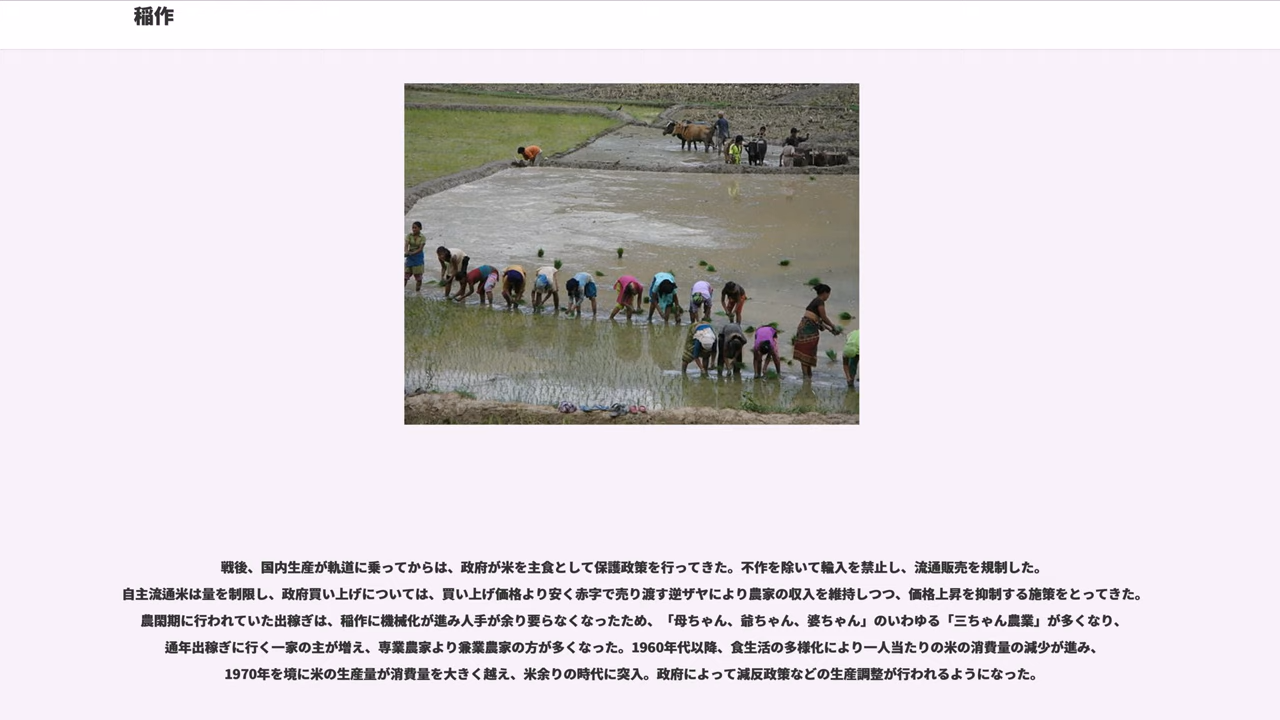 稲作
戦後、国内生産が軌道に乗ってからは、政府が米を主食として保護政策を行ってきた。不作を除いて輸入を禁止し、流通販売を規制した。
自主流通米は量を制限し、政府買い上げについては、買い上げ価格より安く赤字で売り渡す逆ザヤにより農家の収入を維持しつつ、価格上昇を抑制する施策をとってきた。
農閑期に行われていた出稼ぎは、稲作に機械化が進み人手が余り要らなくなったため、「母ちゃん、爺ちゃん、婆ちゃん」のいわゆる「三ちゃん農業」が多くなり、
通年出稼ぎに行く一家の主が増え、専業農家より兼業農家の方が多くなった。1960年代以降、食生活の多様化により一人当たりの米の消費量の減少が進み、
1970年を境に米の生産量が消費量を大きく越え、米余りの時代に突入。政府によって減反政策などの生産調整が行われるようになった。